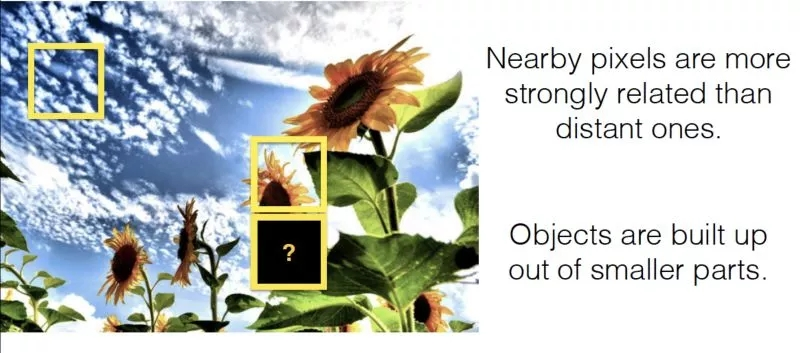 Nearby pixels are more
strongly related than
distant ones.
?
Objects are built up
out of smaller parts.